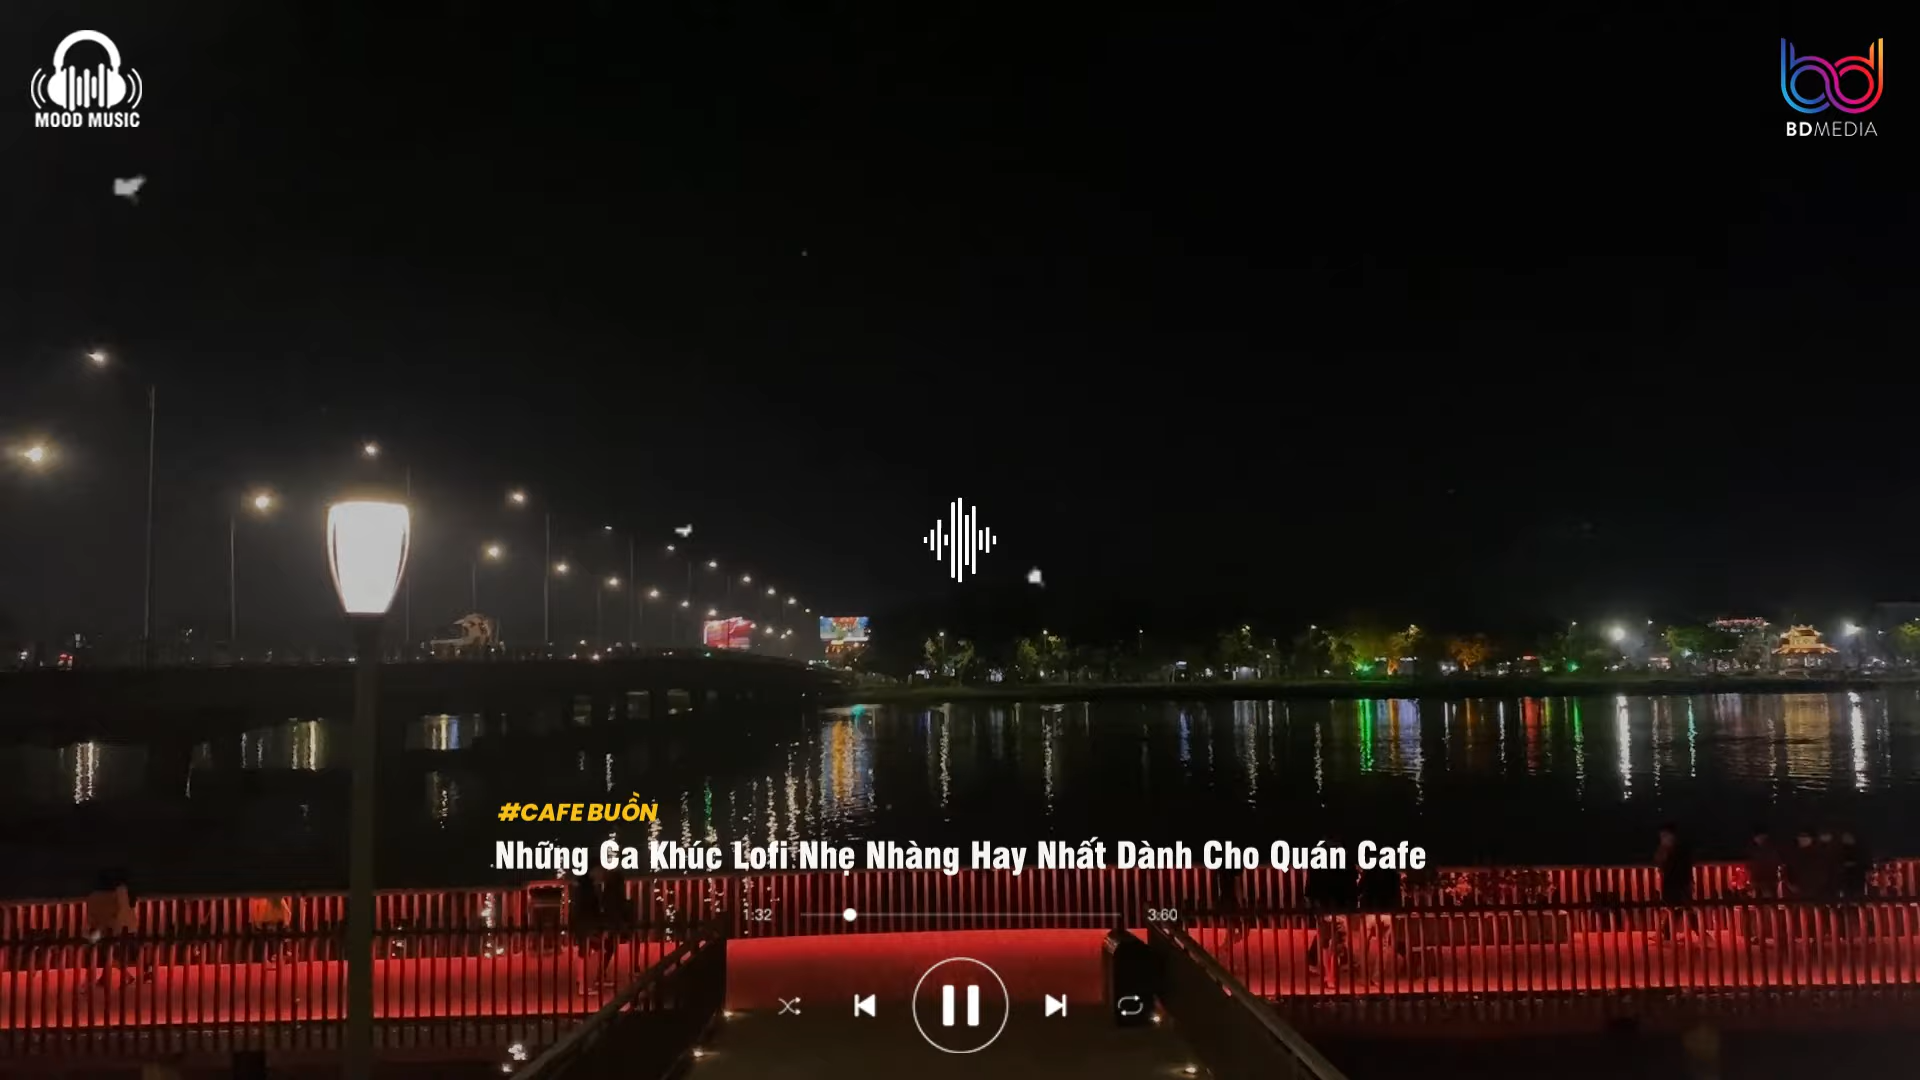 MOOD MUSIC
BDMEDIA
#CAFE BUỒN
Những Ca Khúc Lofi Nhẹ Nhàng Hay Nhất Dành Cho Quán Cafe
1:32
3:60